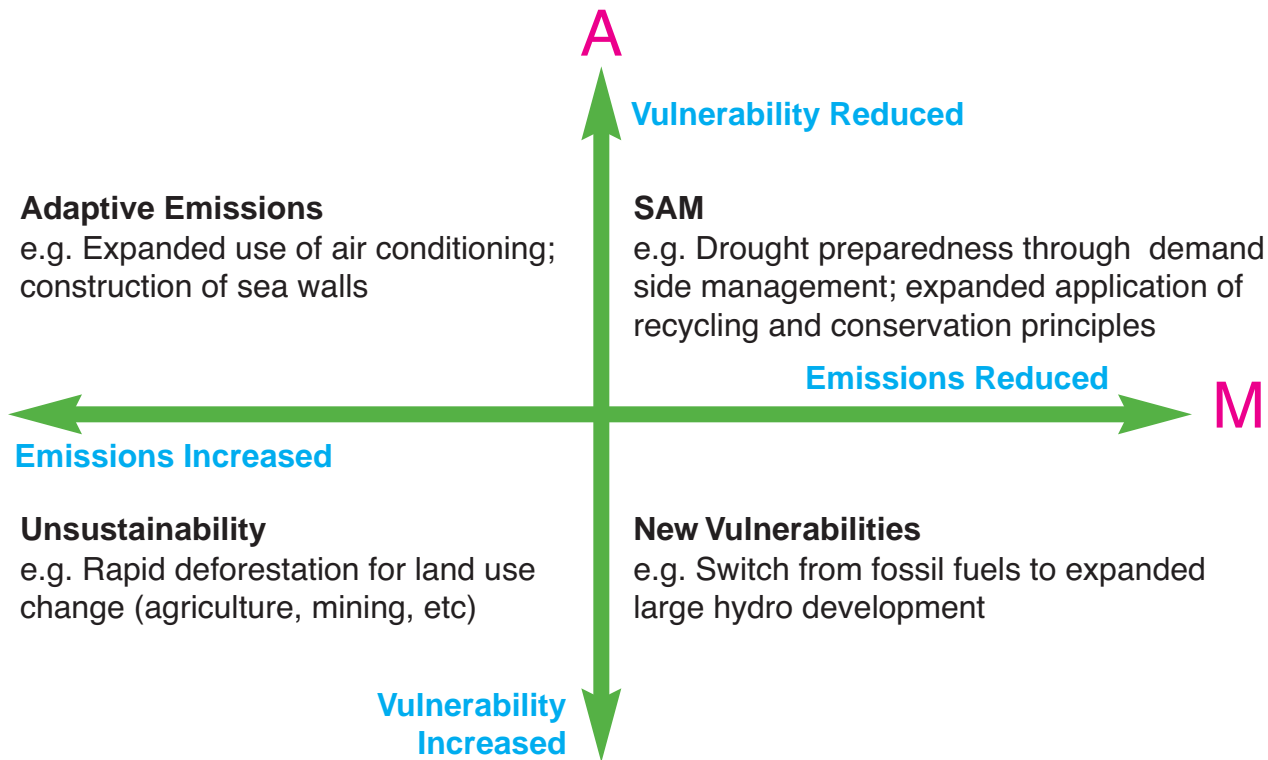 A
Vulnerability Reduced
Adaptive Emissions
e.g. Expanded use of air conditioning;
construction of sea walls
SAM
e.g. Drought preparedness through demand
side management; expanded application of
recycling and conservation principles
Emissions Reduced
M
Emissions Increased
Unsustainability
e.g. Rapid deforestation for land use
change (agriculture, mining, etc)
New Vulnerabilities
e.g. Switch from fossil fuels to expanded
large hydro development
Vulnerability
Increased